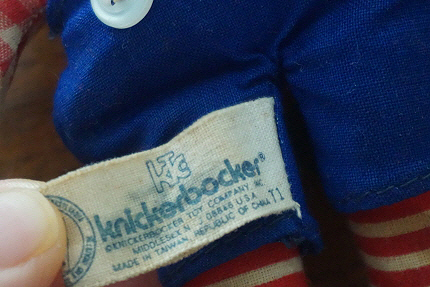 KTC
knickerbocker®
© KNICKERBOCKER TOY COMPANY, INC.
MIDDLESEX, N.J. 08846 U.S.A.
MADE IN TAIWAN, REPUBLIC OF CHINA T1